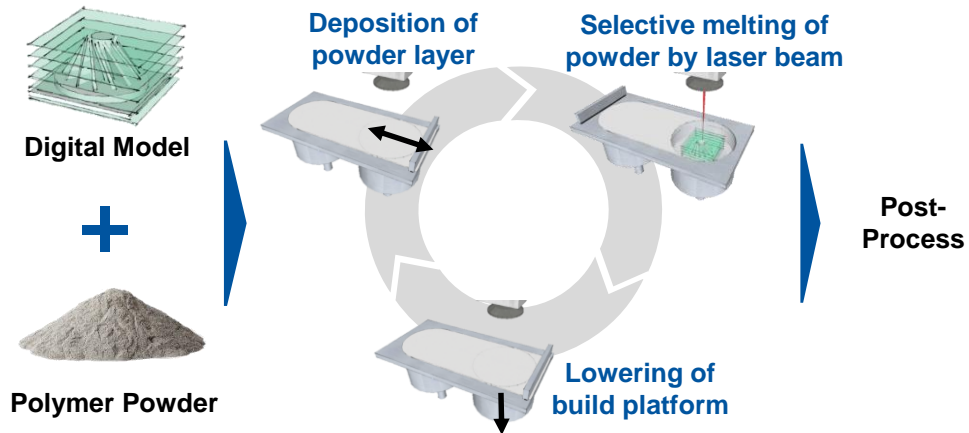 Deposition of
powder layer
Selective melting of
powder by laser beam
Digital Model
+
Polymer Powder
Lowering of
build platform
Post-
Process